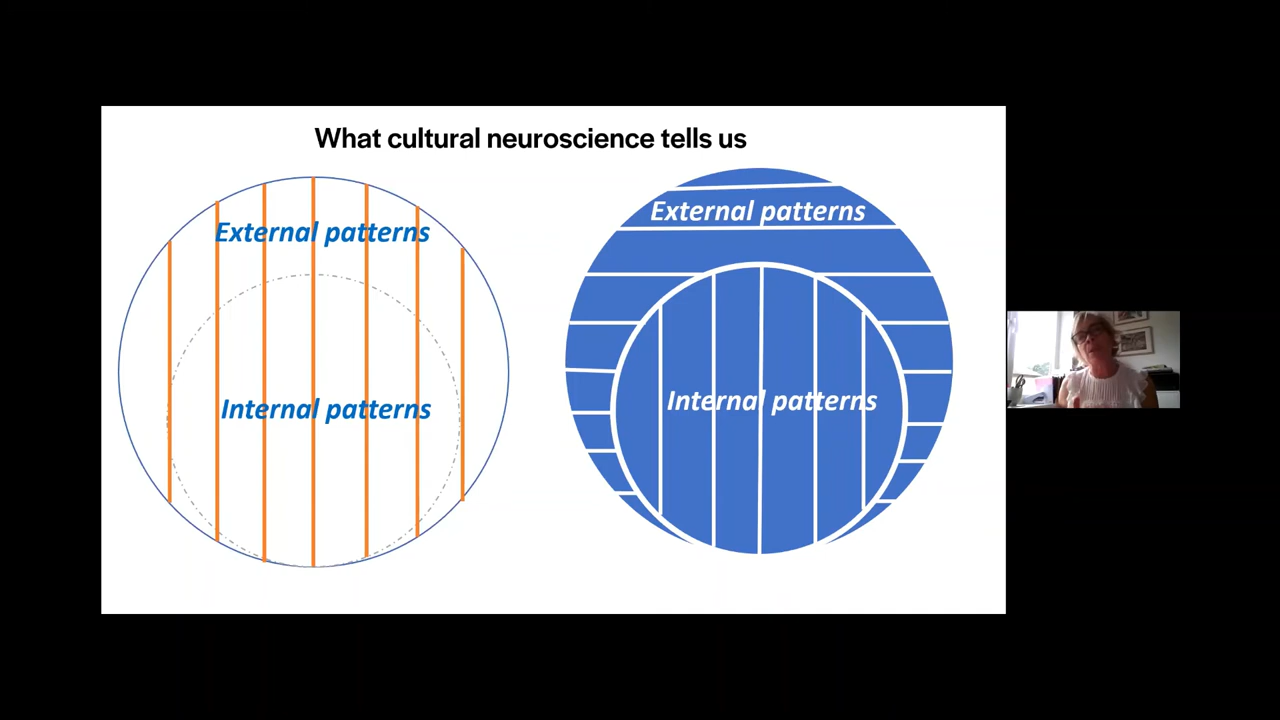 What cultural neuroscience tells us
External patterns
Internal patterns
External patterns
Internal patterns